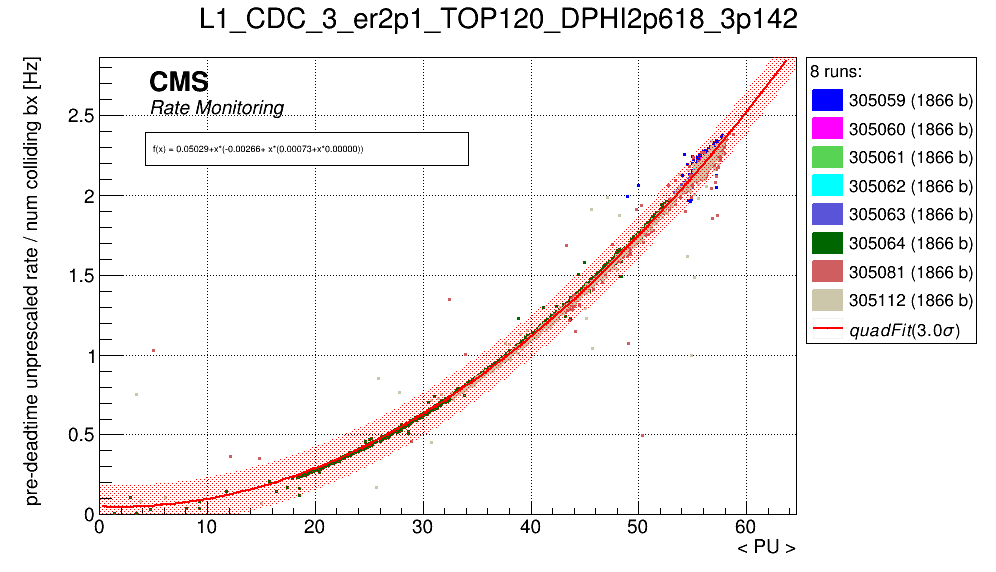 L1_CDC_3_er2p1_TOP120_DPHI2p618_3p142
pre-deadtime unprescaled rate / num colliding bx [Hz]
CMS
Rate Monitoring
f(x) = 0.05029+x*(-0.00266+ x*(0.00073+x*0.00000))
2.5
2
1.5
1
0.5
0
0 10 20 30 40 50 60
< PU >
8 runs:
305059 (1866 b)
305060 (1866 b)
305061 (1866 b)
305062 (1866 b)
305063 (1866 b)
305064 (1866 b)
305081 (1866 b)
305112 (1866 b)
quadFit(3.0σ)